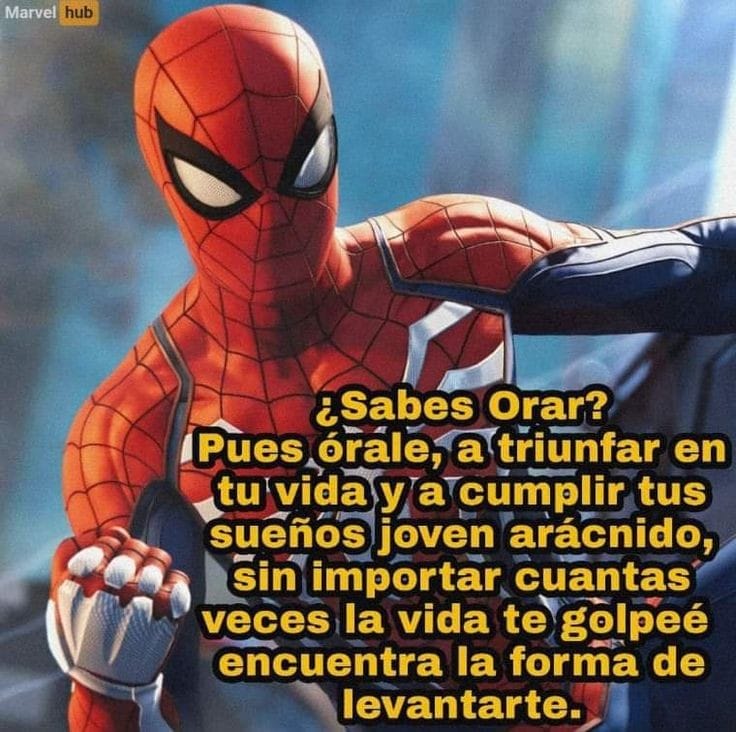 Marvel hub
¿Sabes Orar?
Pues órale, a triunfar en
tu vida y a cumplir tus
sueños joven arácnido,
sin importar cuantas
veces la vida te golpeé
encuentra la forma de
levantarte.